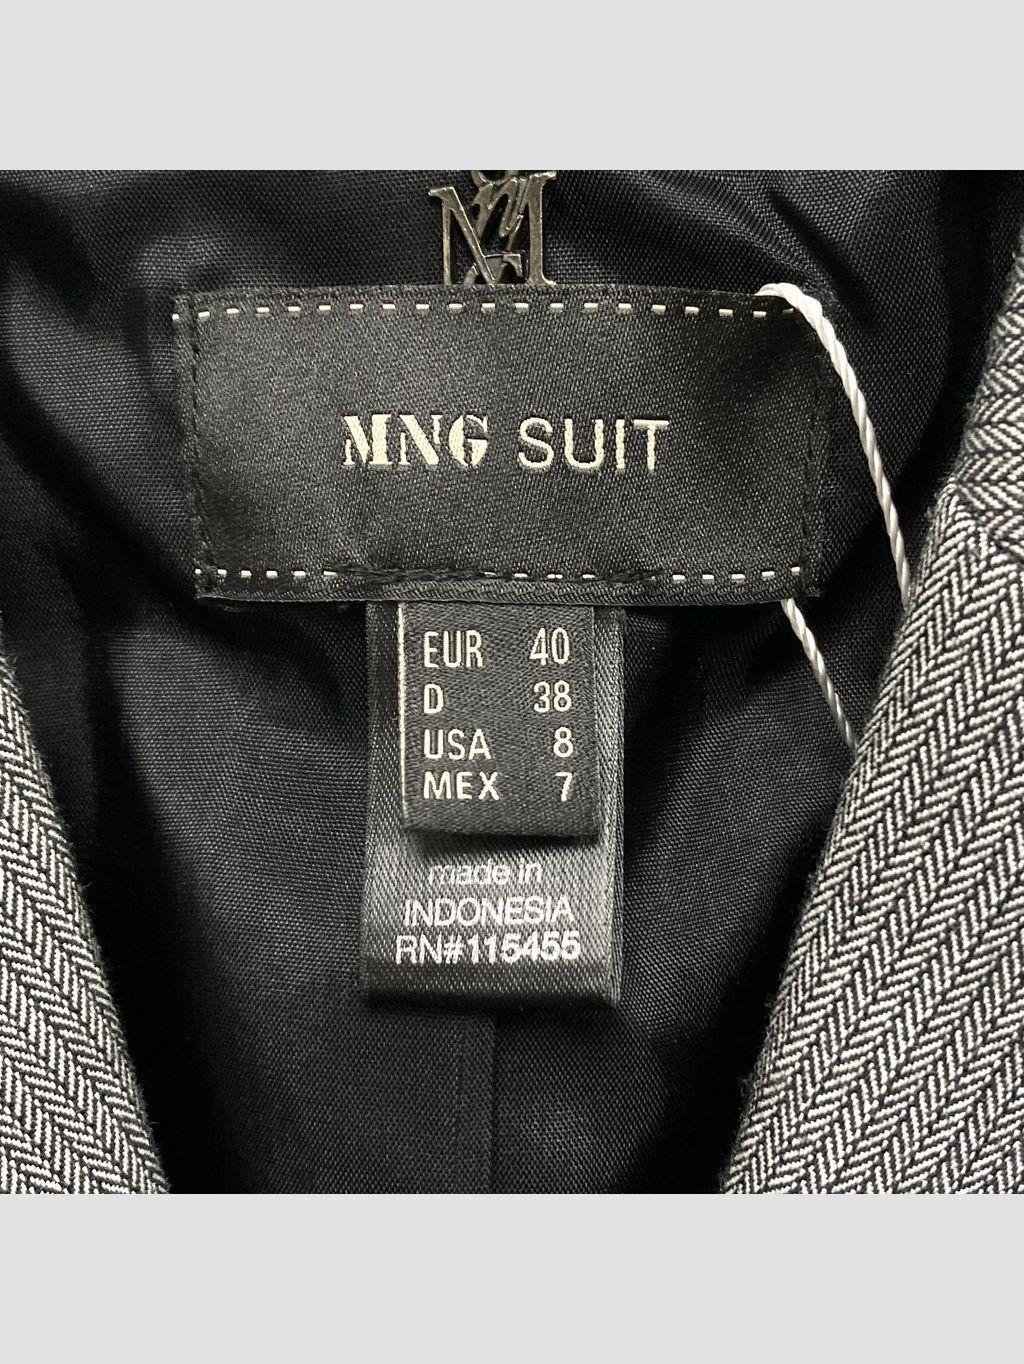 MNG SUIT
EUR 40
D 38
USA 8
MEX 7
made in
INDONESIA
RN#115455